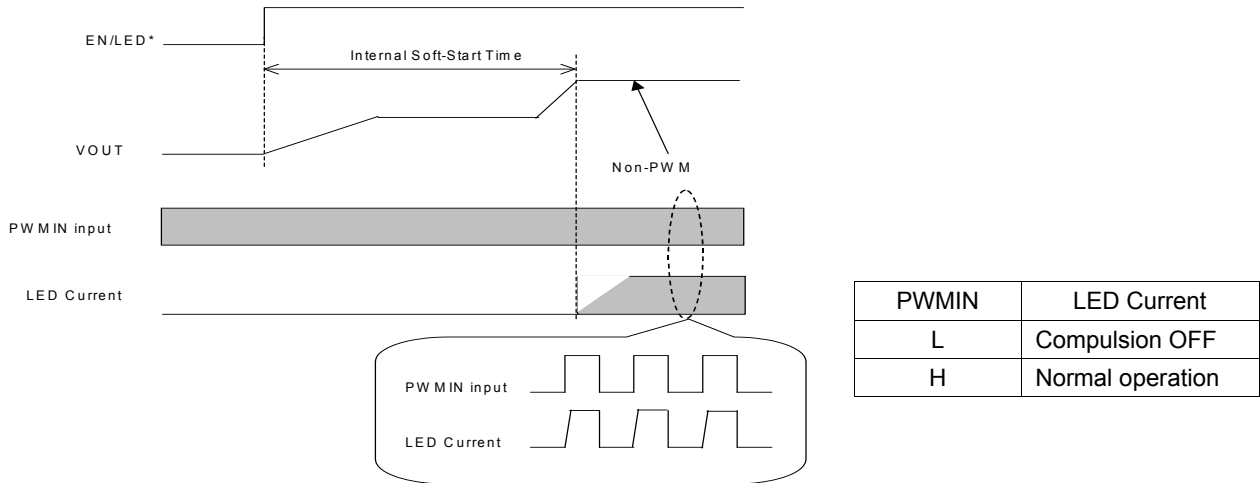 EN/LED*
Internal Soft-Start Time
VOUT
Non-PWM
PWMIN input
LED Current
PWMIN input
LED Current
PWMIN LED Current
L Compulsion OFF
H Normal operation